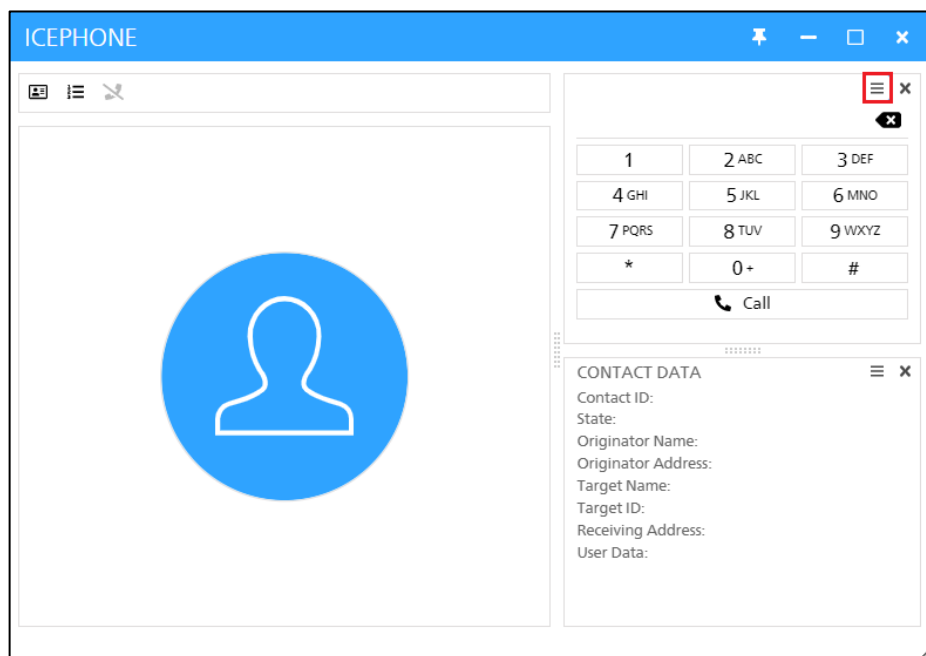 ICEPHONE
1 2 ABC 3 DEF
4 GHI 5 JKL 6 MNO
7 PQRS 8 TUV 9 WXYZ
* 0 + #
Call
CONTACT DATA
Contact ID:
State:
Originator Name:
Originator Address:
Target Name:
Target ID:
Receiving Address:
User Data: